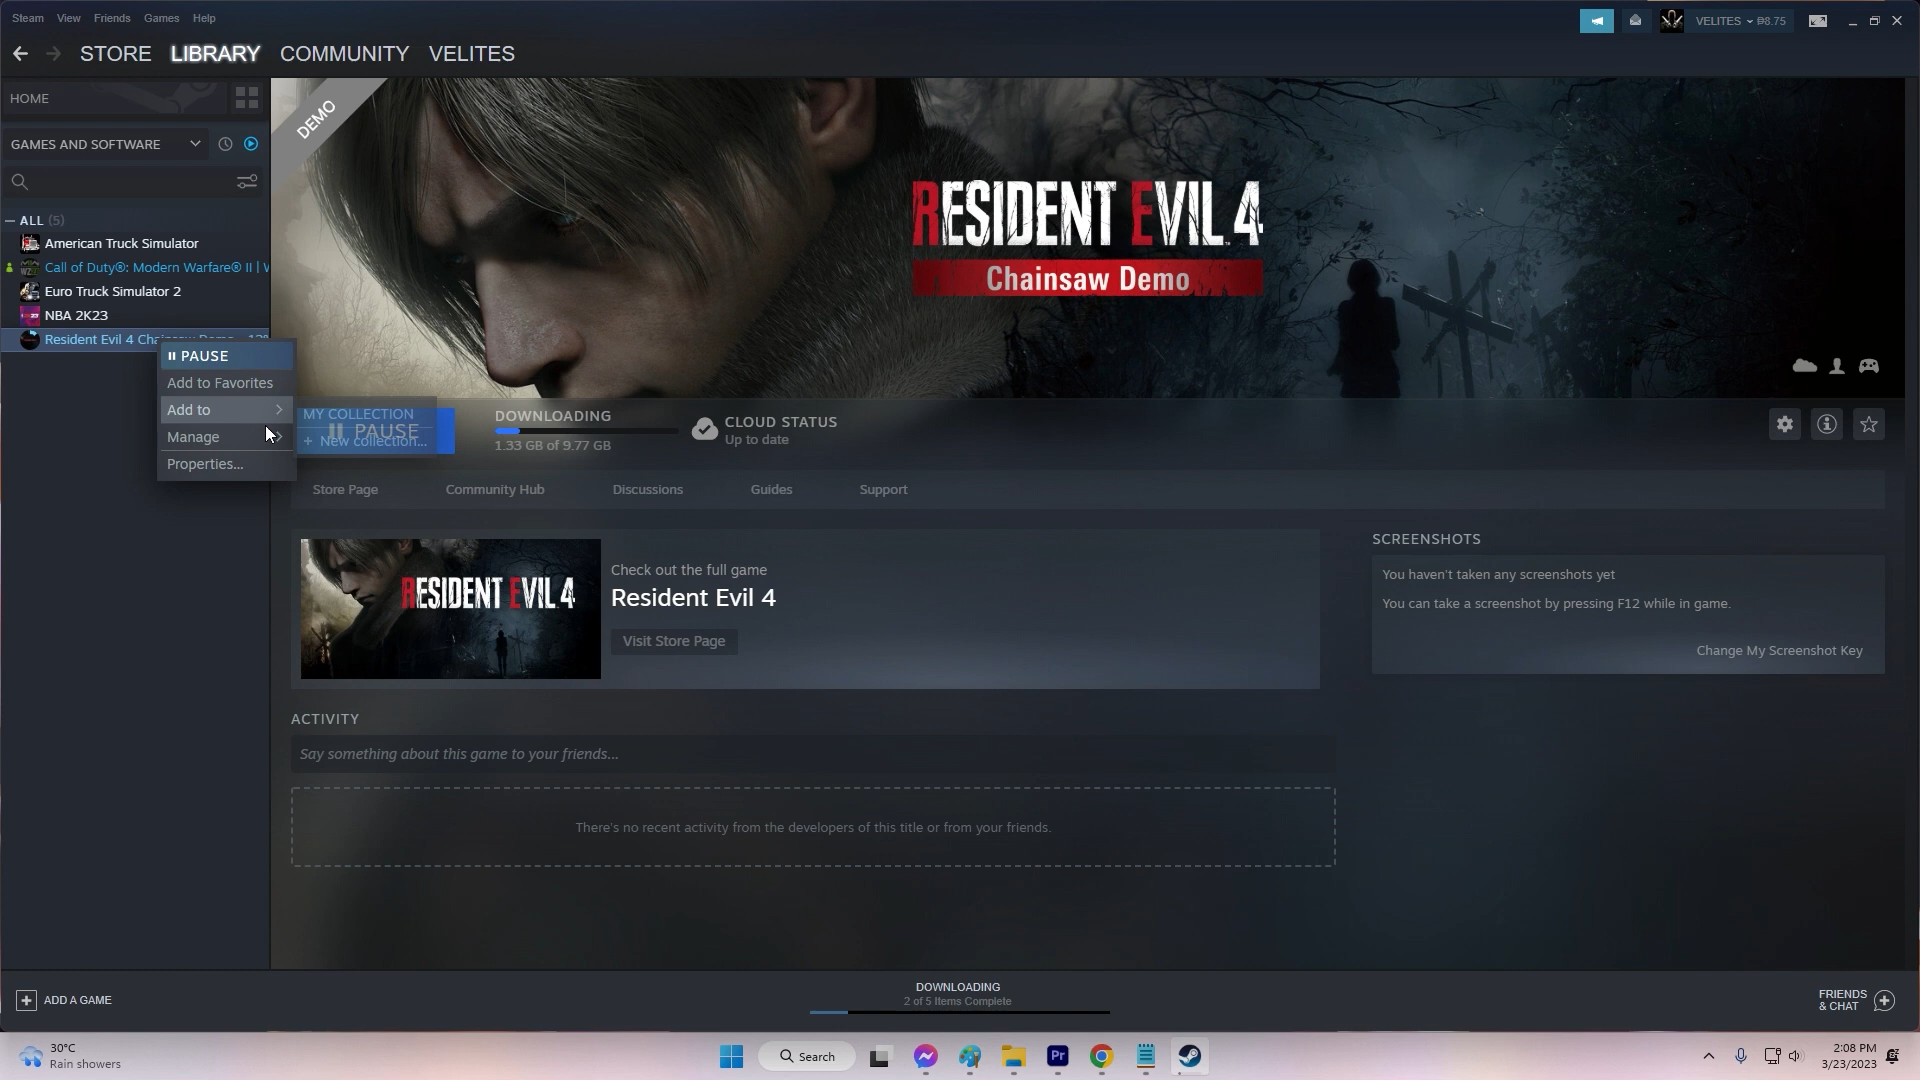 Steam View Friends Games Help
VELITES ₱8.75
STORE LIBRARY COMMUNITY VELITES
HOME
GAMES AND SOFTWARE
ALL (5)
American Truck Simulator
Call of Duty®: Modern Warfare® II |
Euro Truck Simulator 2
NBA 2K23
Resident Evil 4
PAUSE
Add to Favorites
Add to
Manage
Properties...
MY COLLECTION
+ New collection...
DEMO
RESIDENT EVIL 4
Chainsaw Demo
PAUSE
DOWNLOADING
1.33 GB of 9.77 GB
CLOUD STATUS
Up to date
Store Page Community Hub Discussions Guides Support
RESIDENT EVIL 4
Check out the full game
Resident Evil 4
Visit Store Page
SCREENSHOTS
You haven't taken any screenshots yet
You can take a screenshot by pressing F12 while in game.
Change My Screenshot Key
ACTIVITY
Say something about this game to your friends...
There's no recent activity from the developers of this title or from your friends.
ADD A GAME
DOWNLOADING
2 of 5 Items Complete
FRIENDS
& CHAT
30°C
Rain showers
Search
Pr
2:08 PM
3/23/2023